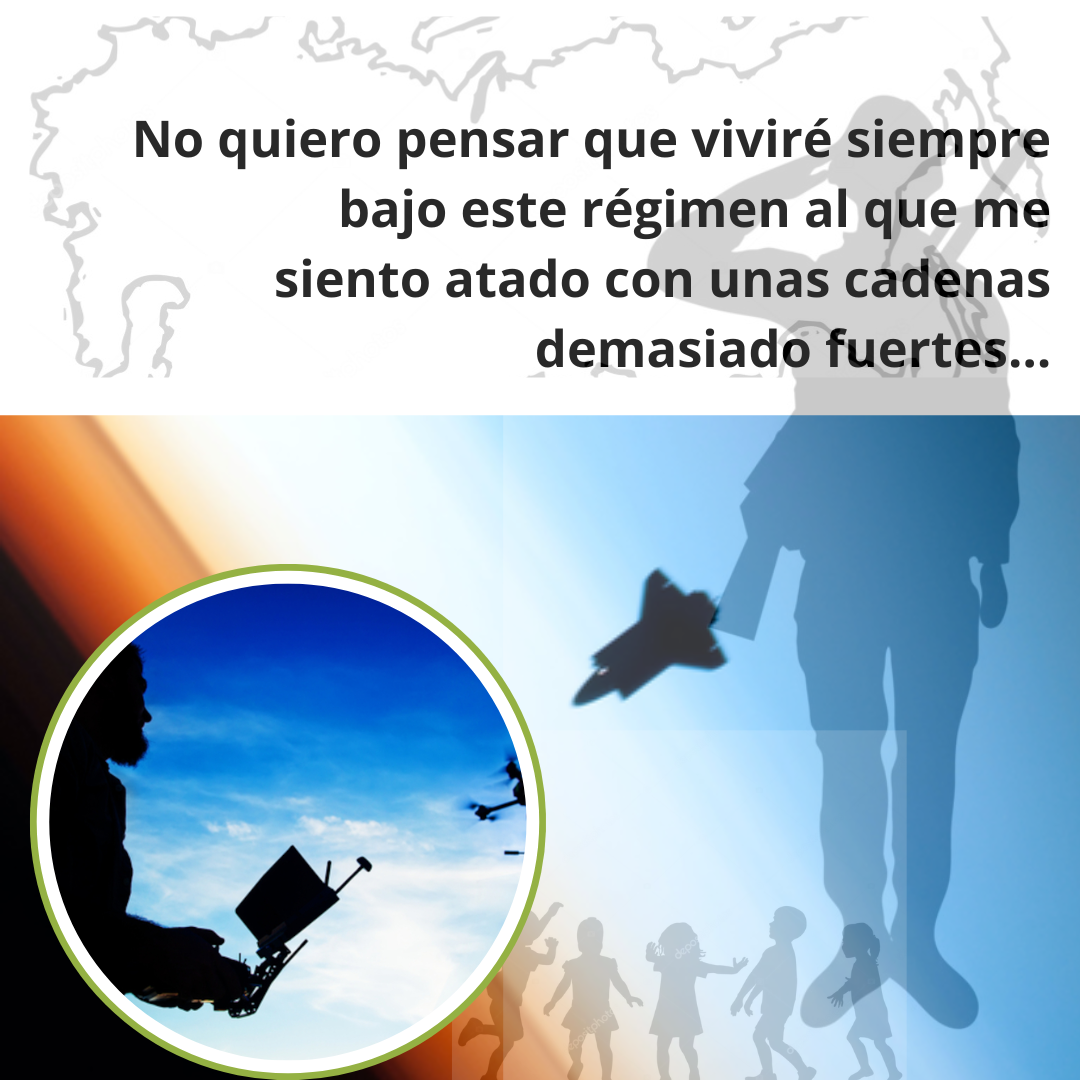 No quiero pensar que viviré siempre
bajo este régimen al que me
siento atado con unas cadenas
demasiado fuertes...